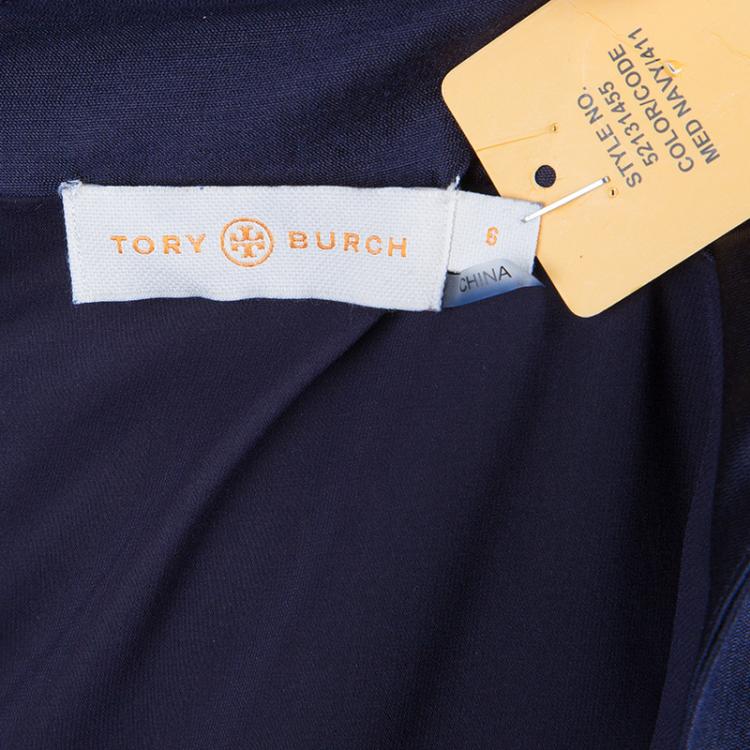 TORY BURCH
6
CHINA
STYLE NO.
52131455
COLOR/CODE
MED NAVY/411